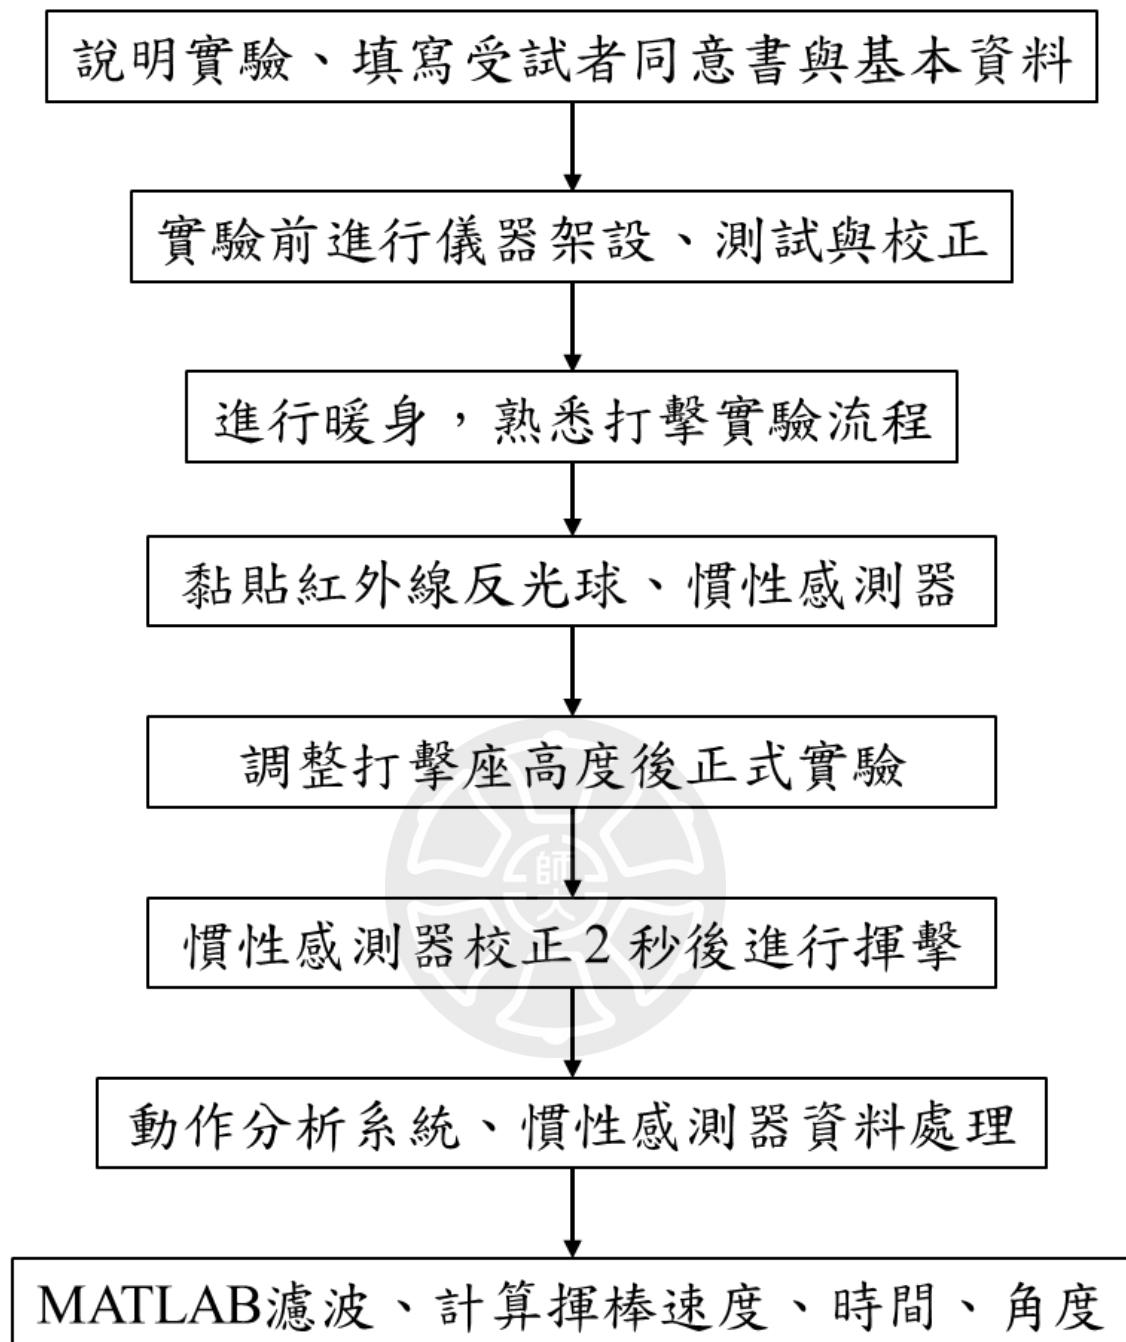 說明實驗、填寫受試者同意書與基本資料
實驗前進行儀器架設、測試與校正
進行暖身，熟悉打擊實驗流程
黏貼紅外線反光球、慣性感測器
調整打擊座高度後正式實驗
師大
慣性感測器校正2 秒後進行揮擊
動作分析系統、慣性感測器資料處理
MATLAB濾波、計算揮棒速度、時間、角度